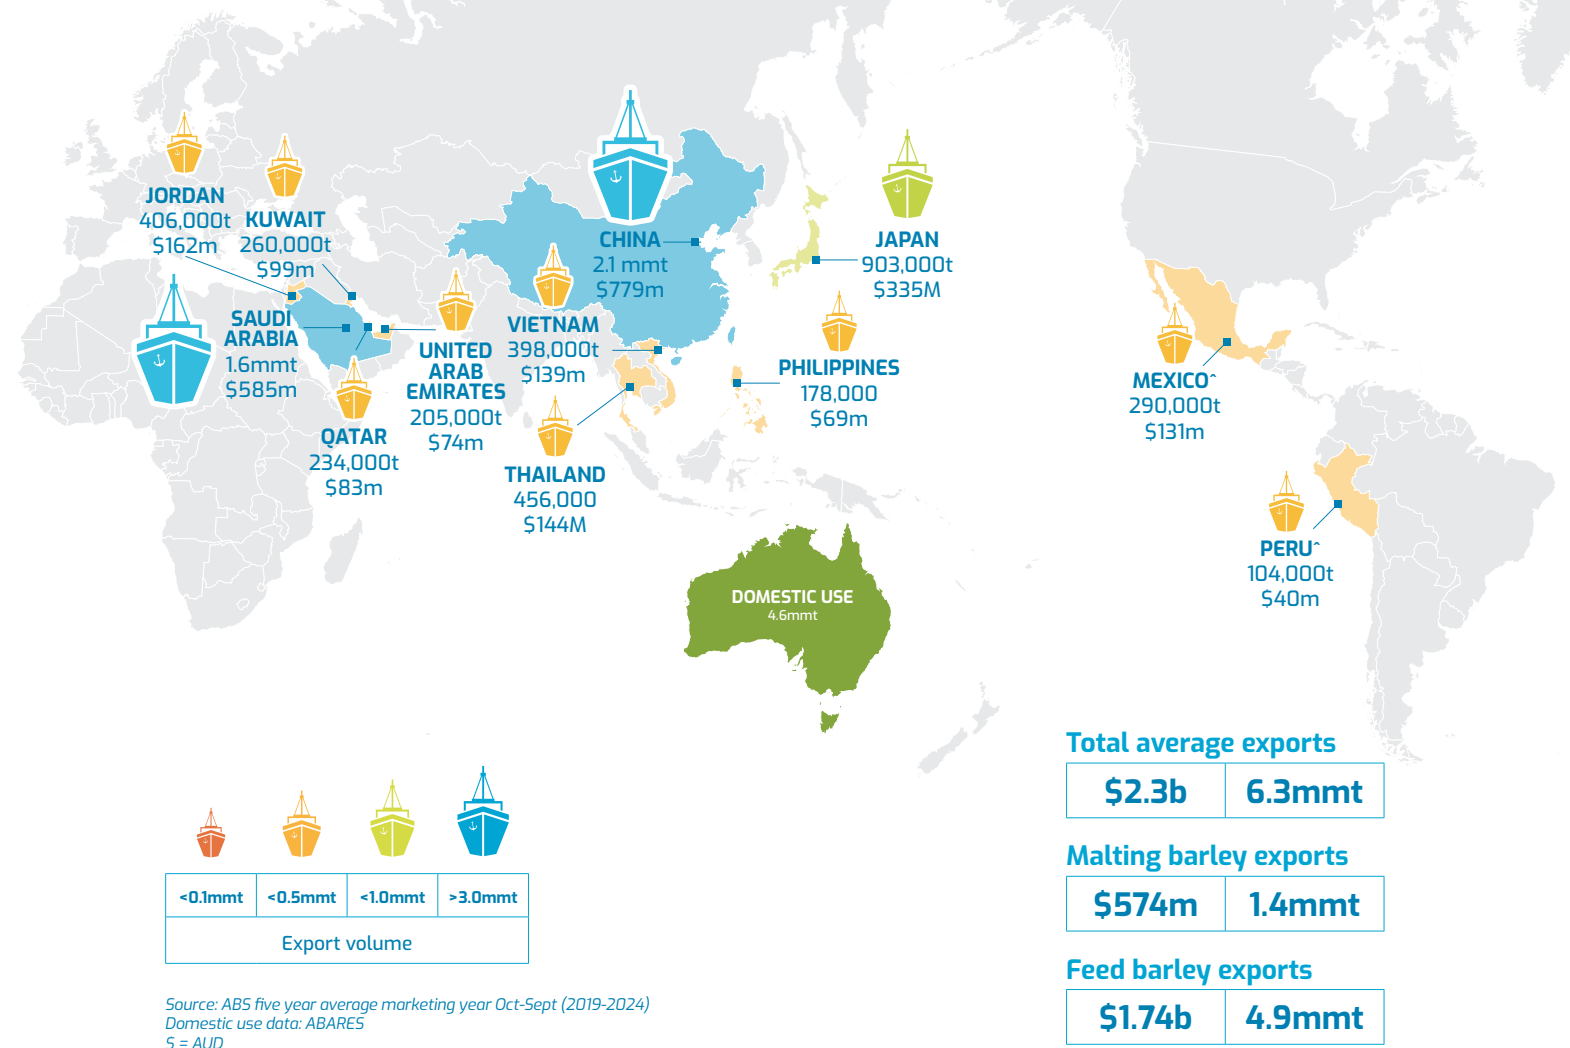 JORDAN
406,000t
$162m
KUWAIT
260,000t
$99m
SAUDI
ARABIA
1.6mmt
$585m
QATAR
234,000t
$83m
UNITED
ARAB
EMIRATES
205,000t
$74m
CHINA
2.1 mmt
$779m
VIETNAM
398,000t
$139m
THAILAND
456,000
$144M
JAPAN
903,000t
$335M
PHILIPPINES
178,000
$69m
MEXICO^
290,000t
$131m
PERU^
104,000t
$40m
DOMESTIC USE
4.6mmt
<0.1mmt <0.5mmt <1.0mmt >3.0mmt
Export volume
Source: ABS five year average marketing year Oct-Sept (2019-2024)
Domestic use data: ABARES
$ = AUD
Total average exports
$2.3b 6.3mmt
Malting barley exports
$574m 1.4mmt
Feed barley exports
$1.74b 4.9mmt